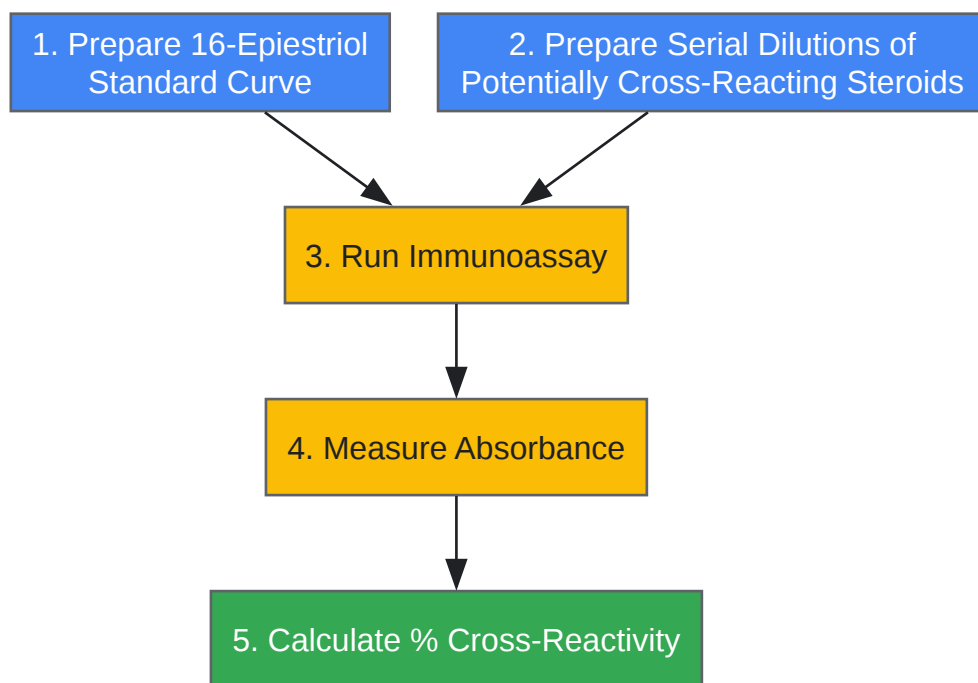 1. Prepare 16-Epiestriol
Standard Curve
2. Prepare Serial Dilutions of
Potentially Cross-Reacting Steroids
3. Run Immunoassay
4. Measure Absorbance
5. Calculate % Cross-Reactivity